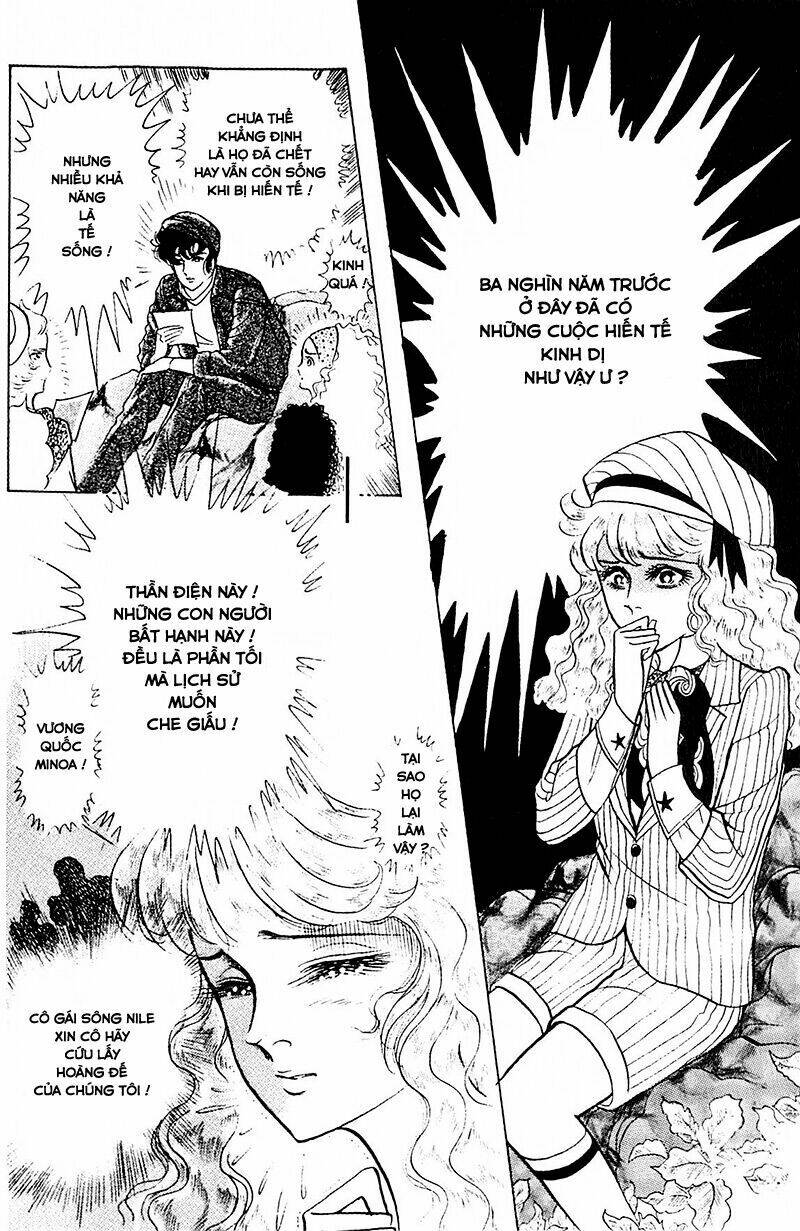 BA NGHÌN NĂM TRƯỚC
Ở ĐÂY ĐÃ CÓ
NHỮNG CUỘC HIẾN TẾ
KINH DỊ
NHƯ VẬY Ư ?
CHƯA THỂ
KHẲNG ĐỊNH
LÀ HỌ ĐÃ CHẾT
HAY VẪN CÒN SỐNG
KHI BỊ HIẾN TẾ !
NHƯNG
NHIỀU KHẢ
NĂNG
LÀ
TẾ
SỐNG !
KINH
QUÁ !
THẦN ĐIỆN NÀY !
NHỮNG CON NGƯỜI
BẤT HẠNH NÀY !
ĐỀU LÀ PHẦN TỐI
MÀ LỊCH SỬ
MUỐN
CHE GIẤU !
VƯƠNG
QUỐC
MINOA !
TẠI
SAO
HỌ
LẠI
LÀM
VẬY ?
CÔ GÁI SÔNG NILE
XIN CÔ HÃY
CỨU LẤY
HOÀNG ĐẾ
CỦA CHÚNG TÔI !